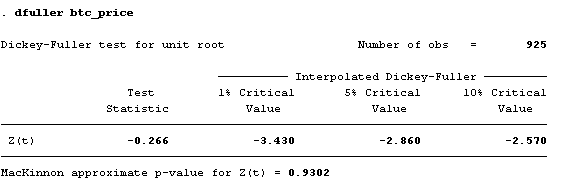 . dfuller btc_price
Dickey-Fuller test for unit root Number of obs = 925
Interpolated Dickey-Fuller
Test 1% Critical 5% Critical 10% Critical
Statistic Value Value Value
Z(t) -0.266 -3.430 -2.860 -2.570
MacKinnon approximate p-value for Z(t) = 0.9302